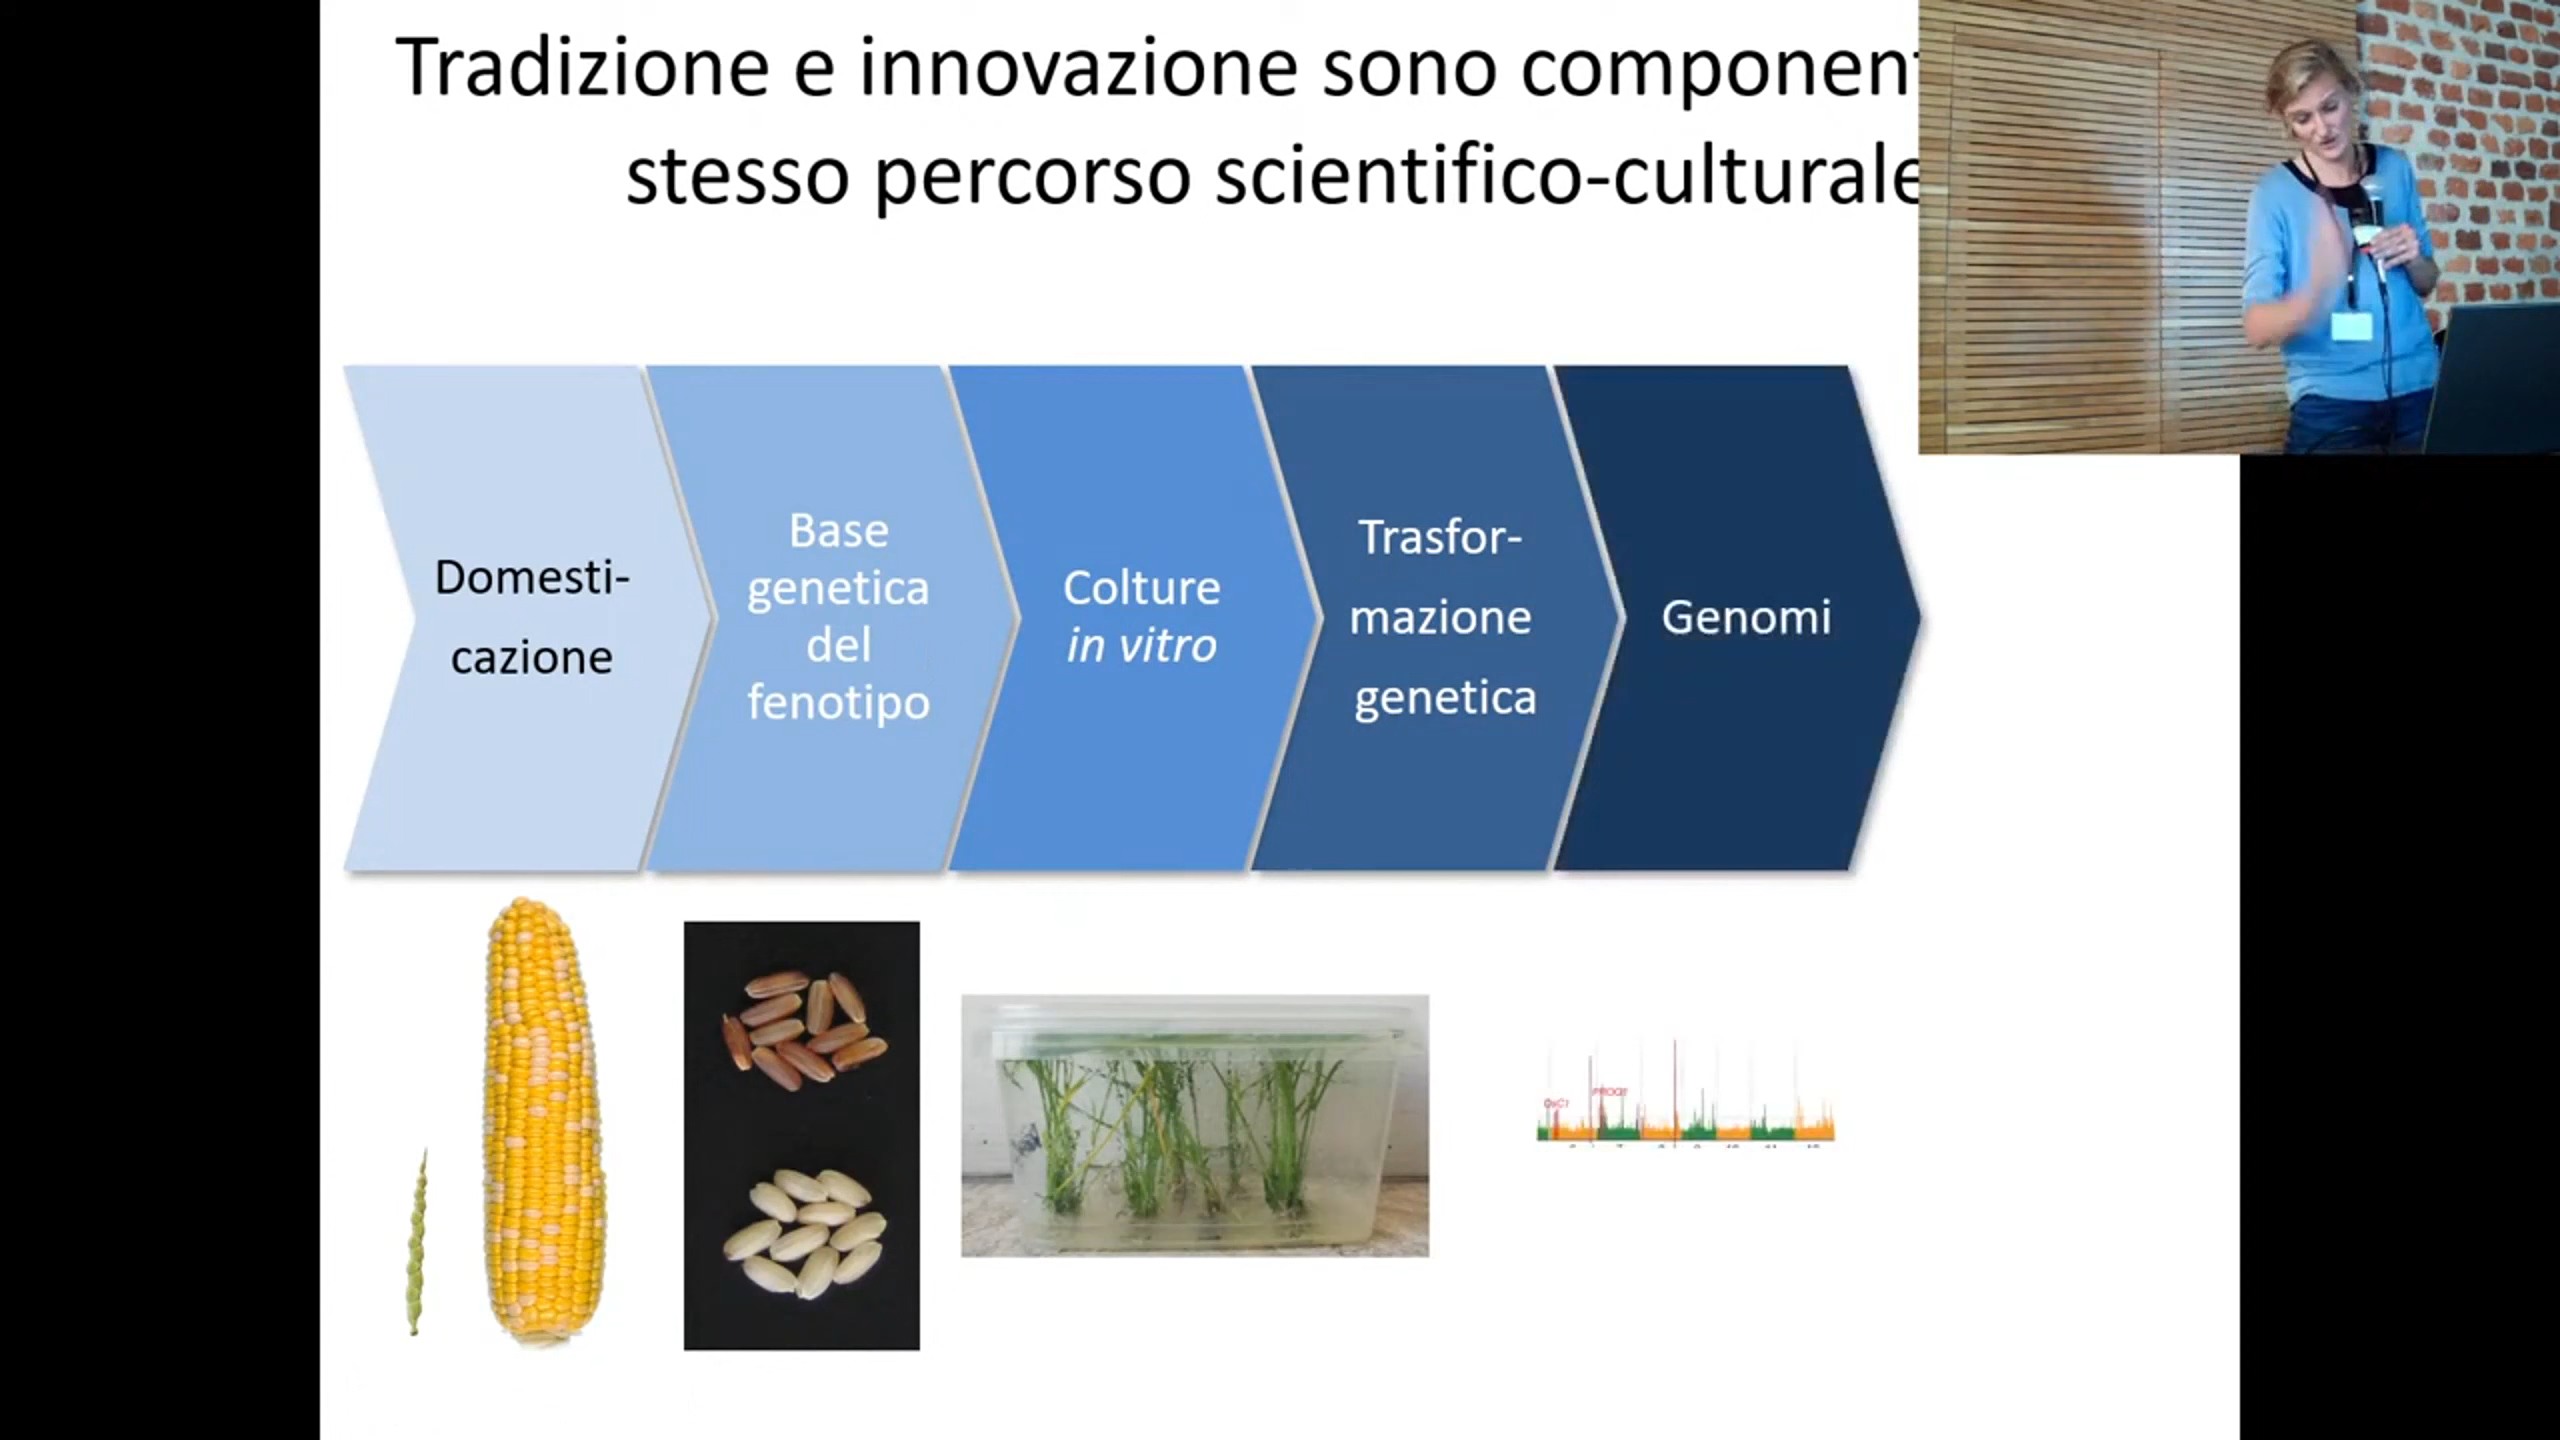 Tradizione e innovazione sono component
stesso percorso scientifico-culturale
Domesti-
cazione
Base
genetica
del
fenotipo
Colture
in vitro
Trasfor-
mazione
genetica
Genomi